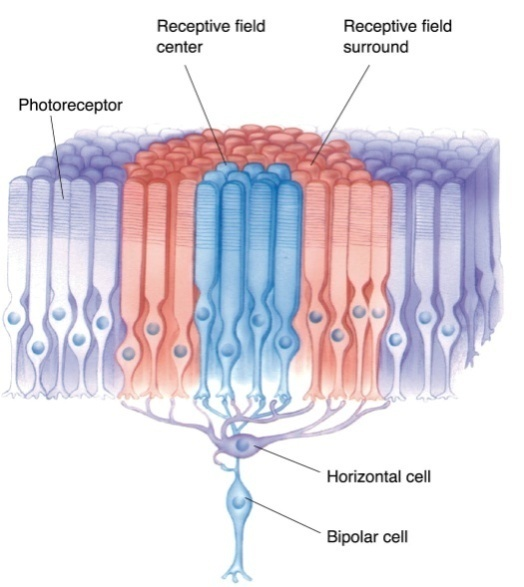 Receptive field
center
Receptive field
surround
Photoreceptor
Horizontal cell
Bipolar cell